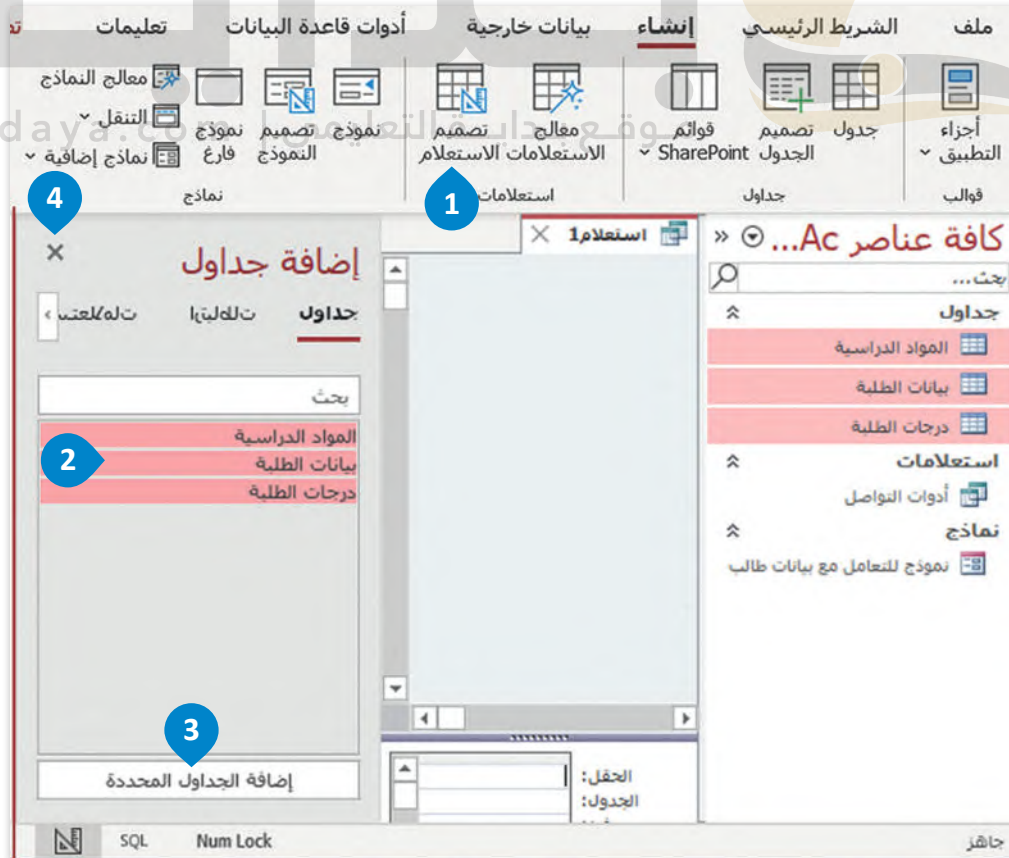 ملف الشريط الرئيسي إنشاء بيانات خارجية أدوات قاعدة البيانات تعليمات
أجزاء التطبيق
جدول
تصميم الجدول
قوائم SharePoint
معالج الاستعلامات
تصميم الاستعلام
نموذج
تصميم النموذج
نموذج فارغ
معالج النماذج
التنقل
نماذج إضافية
قوالب جداول استعلامات نماذج
1
4
كافة عناصر Ac...
بحث...
جداول
المواد الدراسية
بيانات الطلبة
درجات الطلبة
استعلامات
أدوات التواصل
نماذج
نموذج للتعامل مع بيانات طالب
استعلام1
الحقل:
الجدول:
إضافة جداول
جداول
بحث
المواد الدراسية
بيانات الطلبة
درجات الطلبة
2
3
إضافة الجداول المحددة
جاهز
Num Lock
SQL